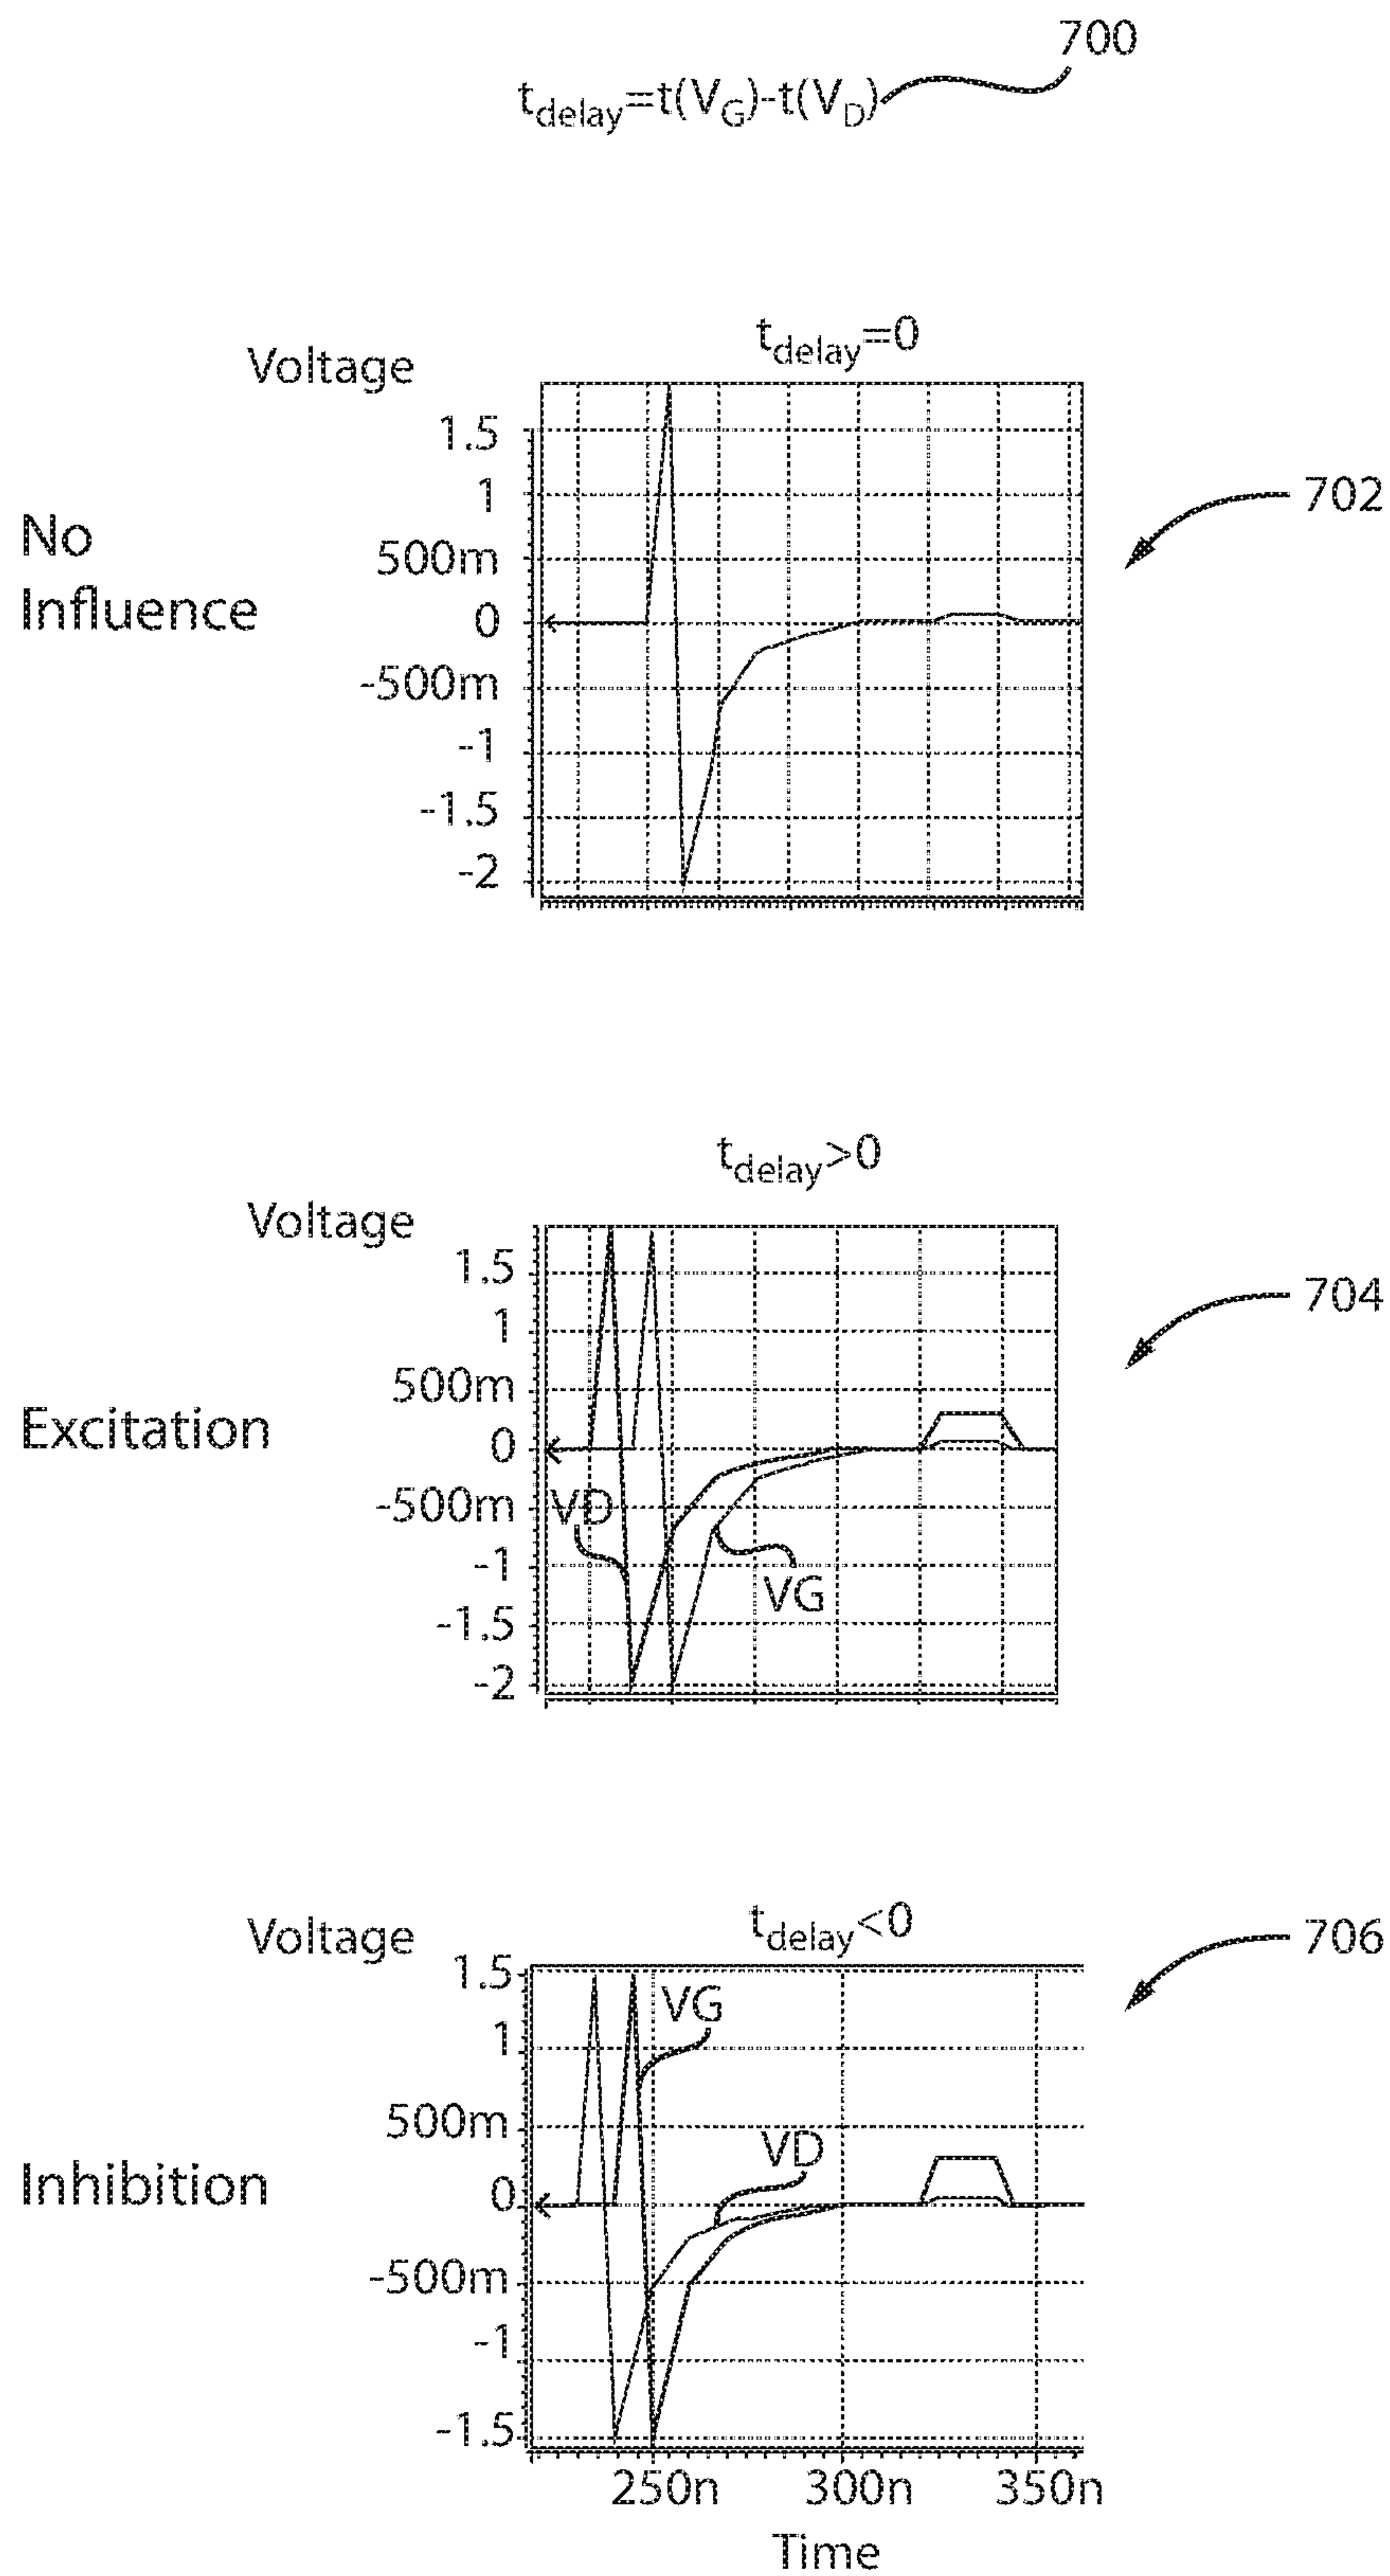 700
t_delay=t(V_G)-t(V_D)
t_delay=0
Voltage
1.5
1
500m
0
-500m
-1
-1.5
-2
No
Influence
702
t_delay>0
Voltage
1.5
1
500m
0
-500m
-1
-1.5
-2
VD
VG
Excitation
704
t_delay<0
Voltage
1.5
1
500m
0
-500m
-1
-1.5
VG
VD
Inhibition
706
250n 300n 350n
Time